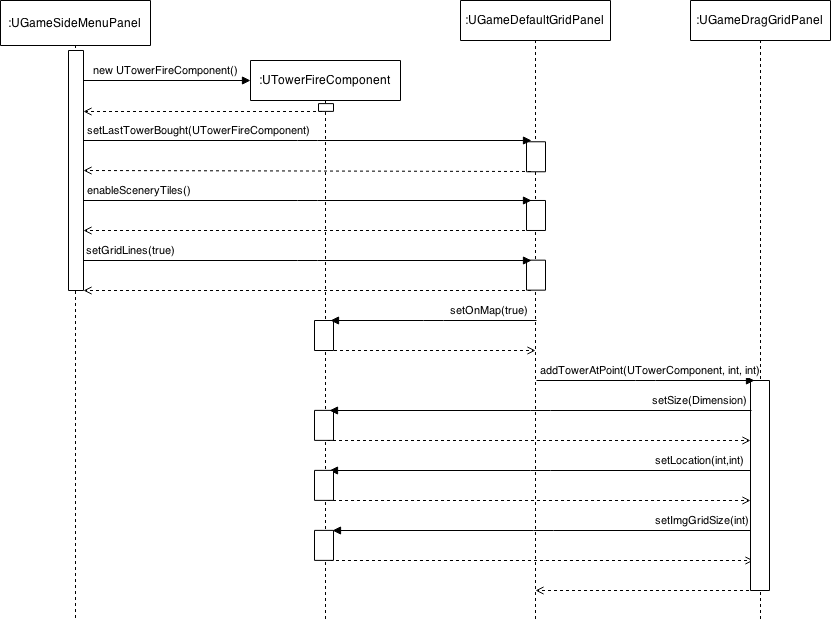 :UGameSideMenuPanel
:UGameDefaultGridPanel
:UGameDragGridPanel
new UTowerFireComponent()
:UTowerFireComponent
setLastTowerBought(UTowerFireComponent)
enableSceneryTiles()
setGridLines(true)
setOnMap(true)
addTowerAtPoint(UTowerComponent, int, int)
setSize(Dimension)
setLocation(int,int)
setImgGridSize(int)